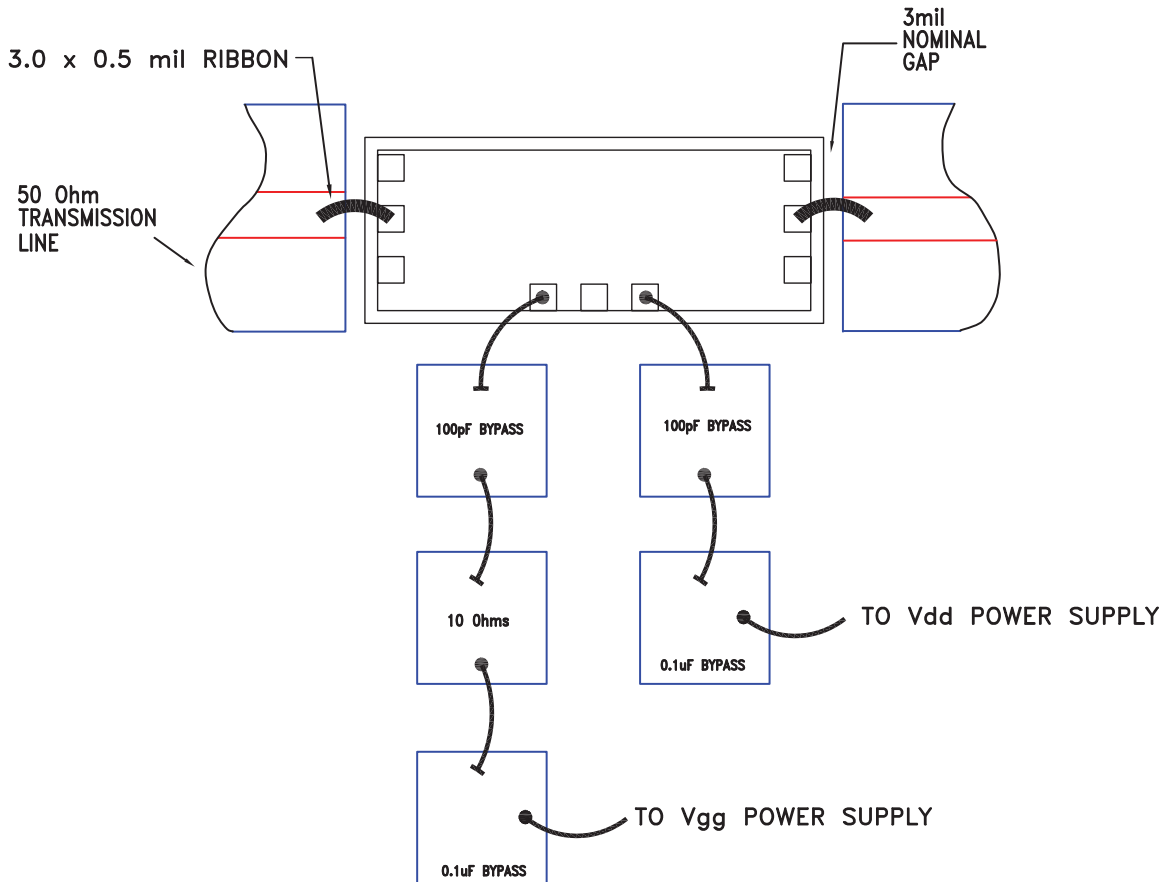 3mil
NOMINAL
GAP
3.0 x 0.5 mil RIBBON
50 Ohm
TRANSMISSION
LINE
100pF BYPASS
100pF BYPASS
10 Ohms
TO Vdd POWER SUPPLY
0.1uF BYPASS
TO Vgg POWER SUPPLY
0.1uF BYPASS